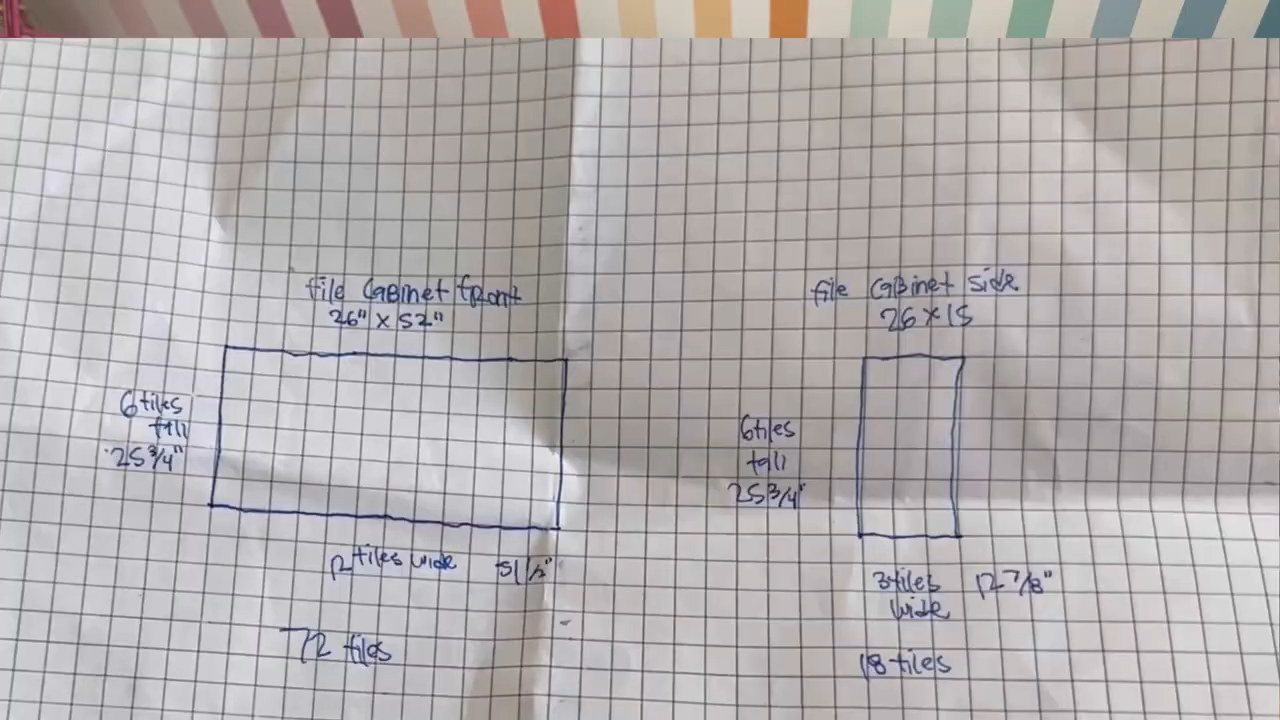 file cabinet front
26" x 52"
6 tiles
tall
25 3/4"
12 tiles wide 51 1/2"
72 tiles
file cabinet side
26 x 15
6 tiles
tall
25 3/4"
3 tiles 12 7/8"
wide
18 tiles